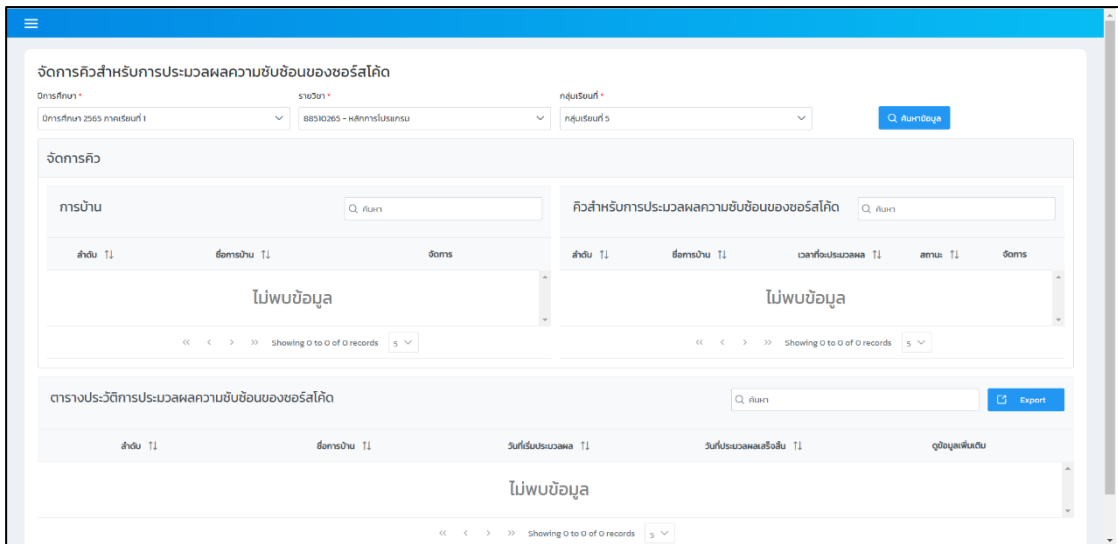 จัดการคิวสำหรับการประมวลผลความซับซ้อนของซอร์สโค้ด
ปีการศึกษา * รายวิชา * กลุ่มเรียนที่ *
ปีการศึกษา 2565 ภาคเรียนที่ 1 88510265 - หลักการโปรแกรม กลุ่มเรียนที่ 5 ค้นหาข้อมูล
จัดการคิว
การบ้าน ค้นหา
ลำดับ ชื่อการบ้าน จัดการ
ไม่พบข้อมูล
Showing 0 to 0 of 0 records 5
คิวสำหรับการประมวลผลความซับซ้อนของซอร์สโค้ด ค้นหา
ลำดับ ชื่อการบ้าน เวลาที่จะประมวลผล สถานะ จัดการ
ไม่พบข้อมูล
Showing 0 to 0 of 0 records 5
ตารางประวัติการประมวลผลความซับซ้อนของซอร์สโค้ด ค้นหา Export
ลำดับ ชื่อการบ้าน วันที่เริ่มประมวลผล วันที่ประมวลผลเสร็จสิ้น ดูข้อมูลเพิ่มเติม
ไม่พบข้อมูล
Showing 0 to 0 of 0 records 5